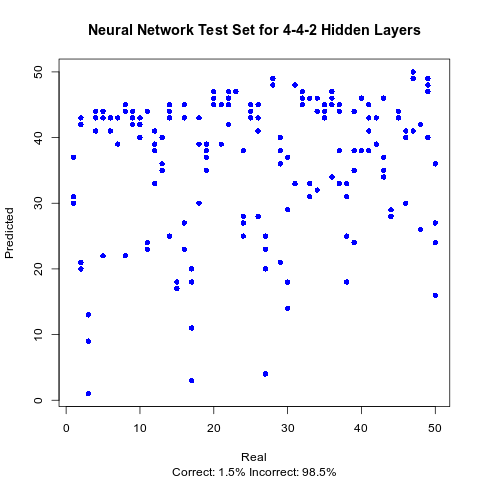 Neural Network Test Set for 4-4-2 Hidden Layers
Predicted
50
40
30
20
10
0
0 10 20 30 40 50
Real
Correct: 1.5% Incorrect: 98.5%